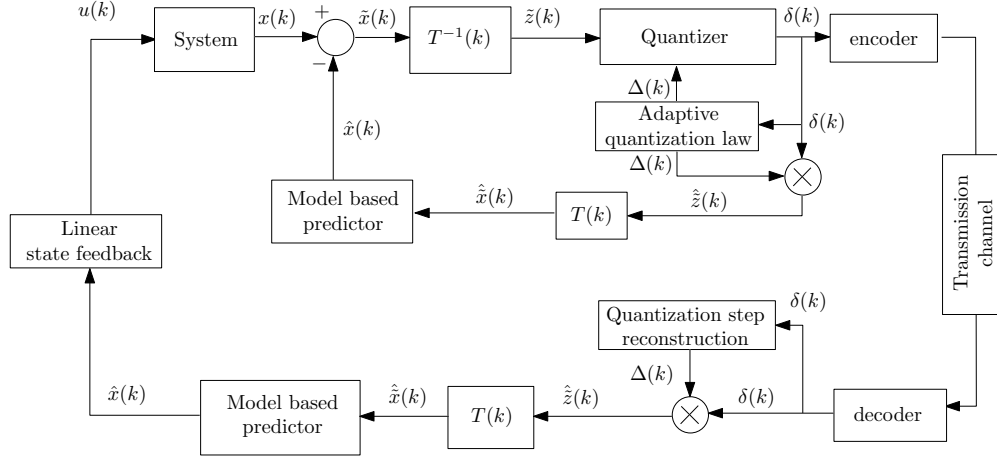 u(k)
System
x(k)
+
−
x̃(k)
T⁻¹(k)
z̃(k)
Quantizer
δ(k)
encoder
Δ(k)
Adaptive
quantization law
δ(k)
Δ(k)
x̂(k)
Model based
predictor
x̃̂(k)
T(k)
z̃̂(k)
Transmission
channel
Linear
state feedback
Quantization step
reconstruction
δ(k)
Δ(k)
x̂(k)
Model based
predictor
x̃̂(k)
T(k)
z̃̂(k)
δ(k)
decoder